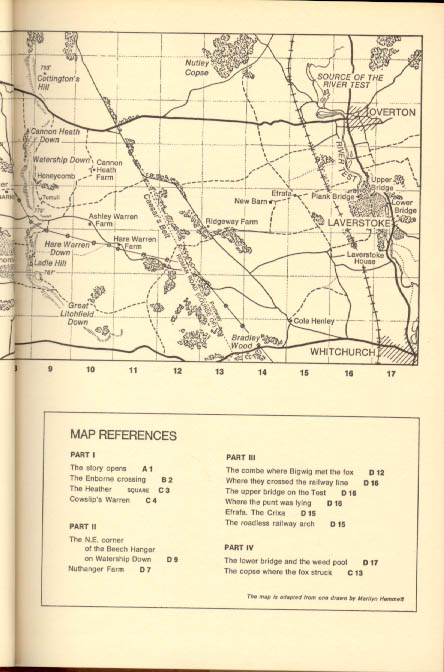 755'
Cottington's
Hill
Nutley
Copse
SOURCE OF THE
RIVER TEST
OVERTON
Cannon Heath
Down
Watership Down
Cannon
Heath
Farm
Honeycomb
Tumuli
RIVER TEST
Upper
Bridge
Plank Bridge
Lower
Bridge
Efrafa
New Barn
Caesar's Belt
Ashley Warren
Farm
Ridgeway Farm
LAVERSTOKE
Hare Warren
Down
Hare Warren
Farm
Laverstoke
House
Ladle Hill
Great
Litchfield
Down
Cole Henley
Bradley
Wood
WHITCHURCH
9 10 11 12 13 14 15 16 17
MAP REFERENCES
PART I
The story opens A 1
The Enborne crossing B 2
The Heather SQUARE C 3
Cowslip's Warren C 4
PART II
The N.E. corner
of the Beech Hangar
on Watership Down D 9
Nuthanger Farm D 7
PART III
The combe where Bigwig met the fox D 12
Where they crossed the railway line D 16
The upper bridge on the Test D 16
Where the punt was lying D 16
Efrafa. The Crixa D 15
The roadless railway arch D 15
PART IV
The lower bridge and the weed pool D 17
The copse where the fox struck C 13
The map is adapted from one drawn by Marilyn Hemmett